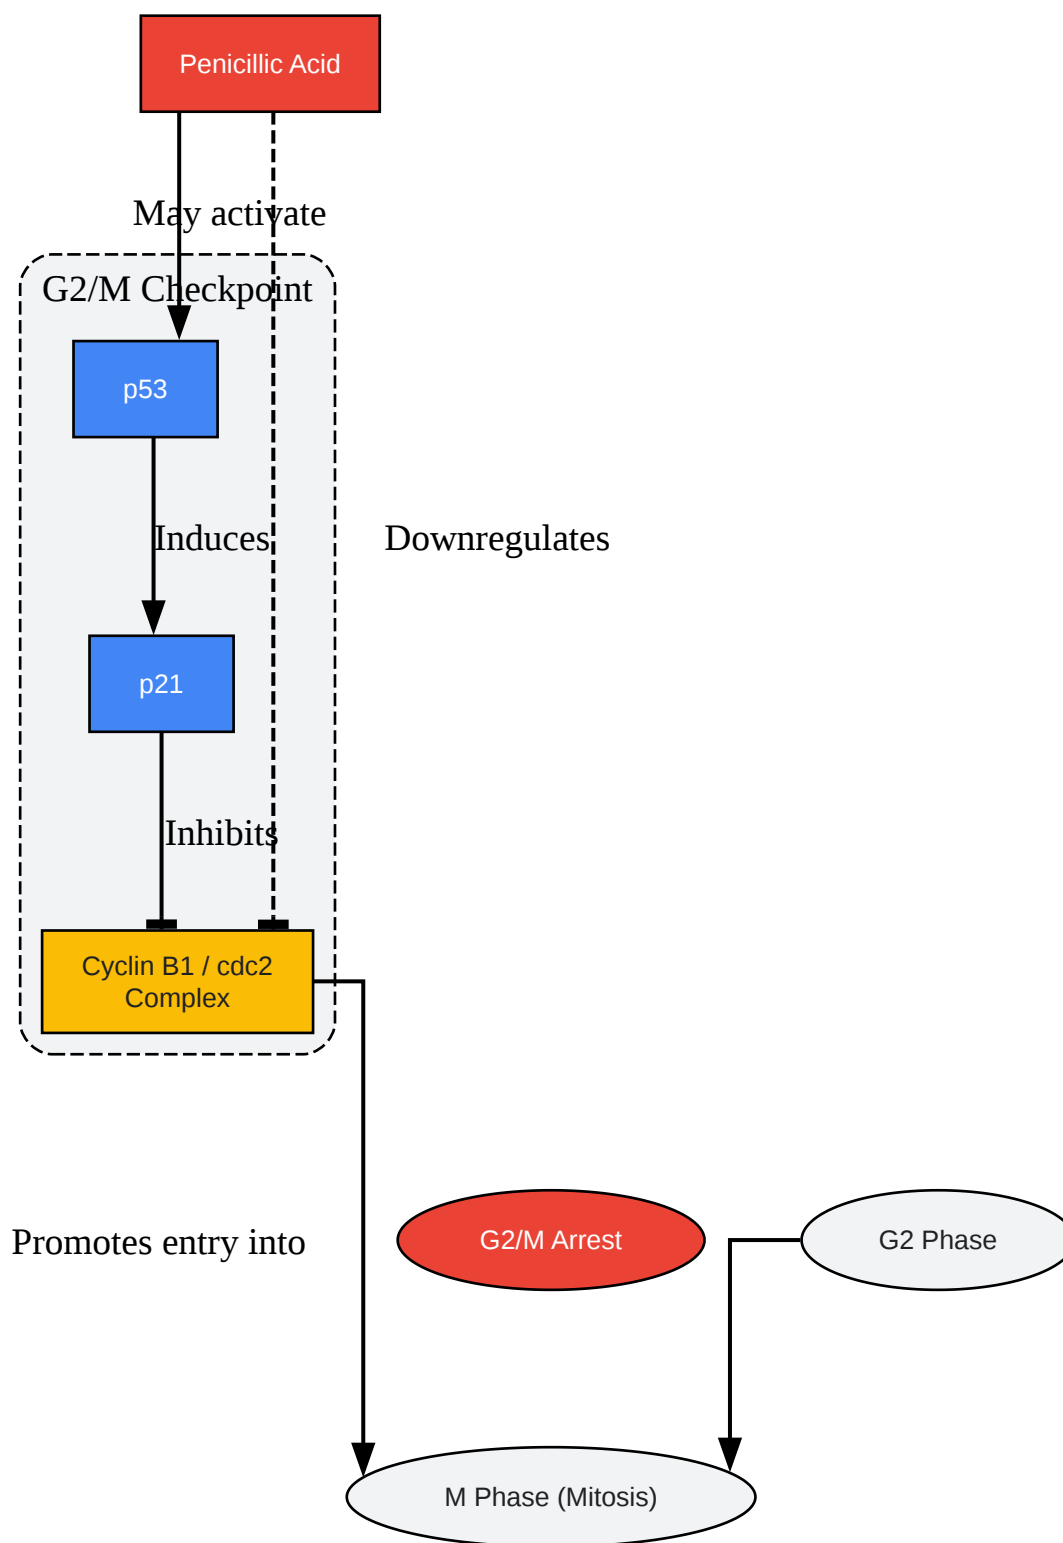 Penicillic Acid
May activate
G2/M Checkpoint
p53
Induces
Downregulates
p21
Inhibits
Cyclin B1 / cdc2
Complex
Promotes entry into
G2/M Arrest
G2 Phase
M Phase (Mitosis)